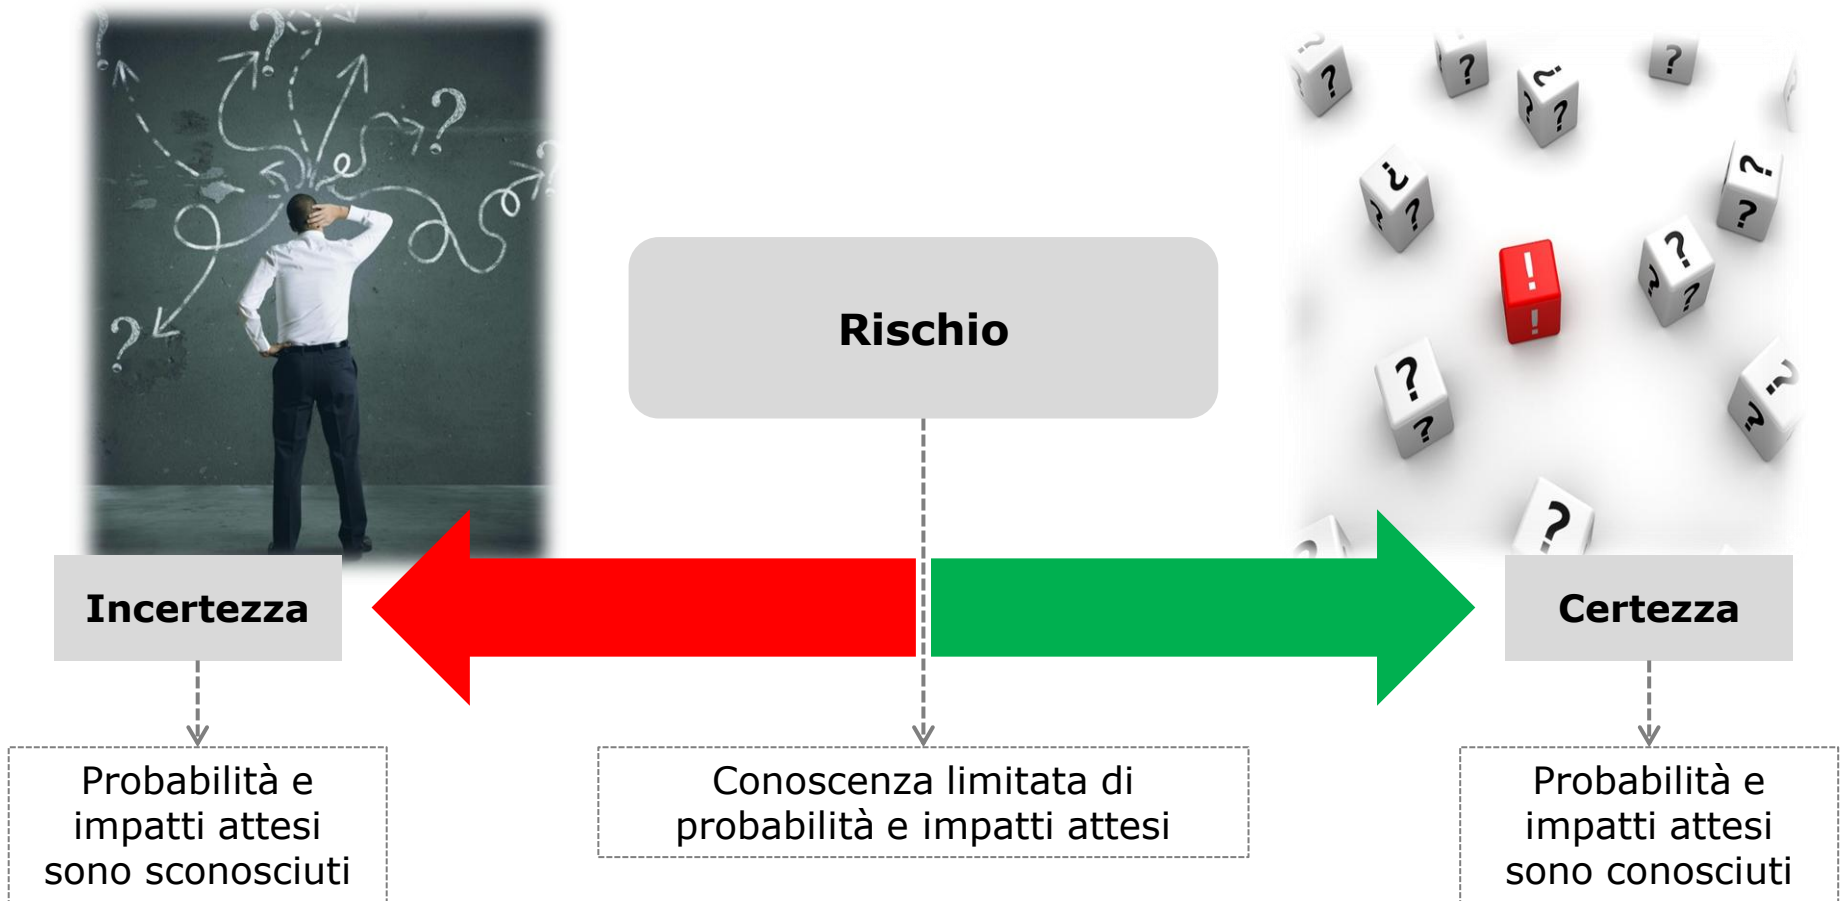 Rischio
Incertezza
Certezza
Probabilità e
impatti attesi
sono sconosciuti
Conoscenza limitata di
probabilità e impatti attesi
Probabilità e
impatti attesi
sono conosciuti